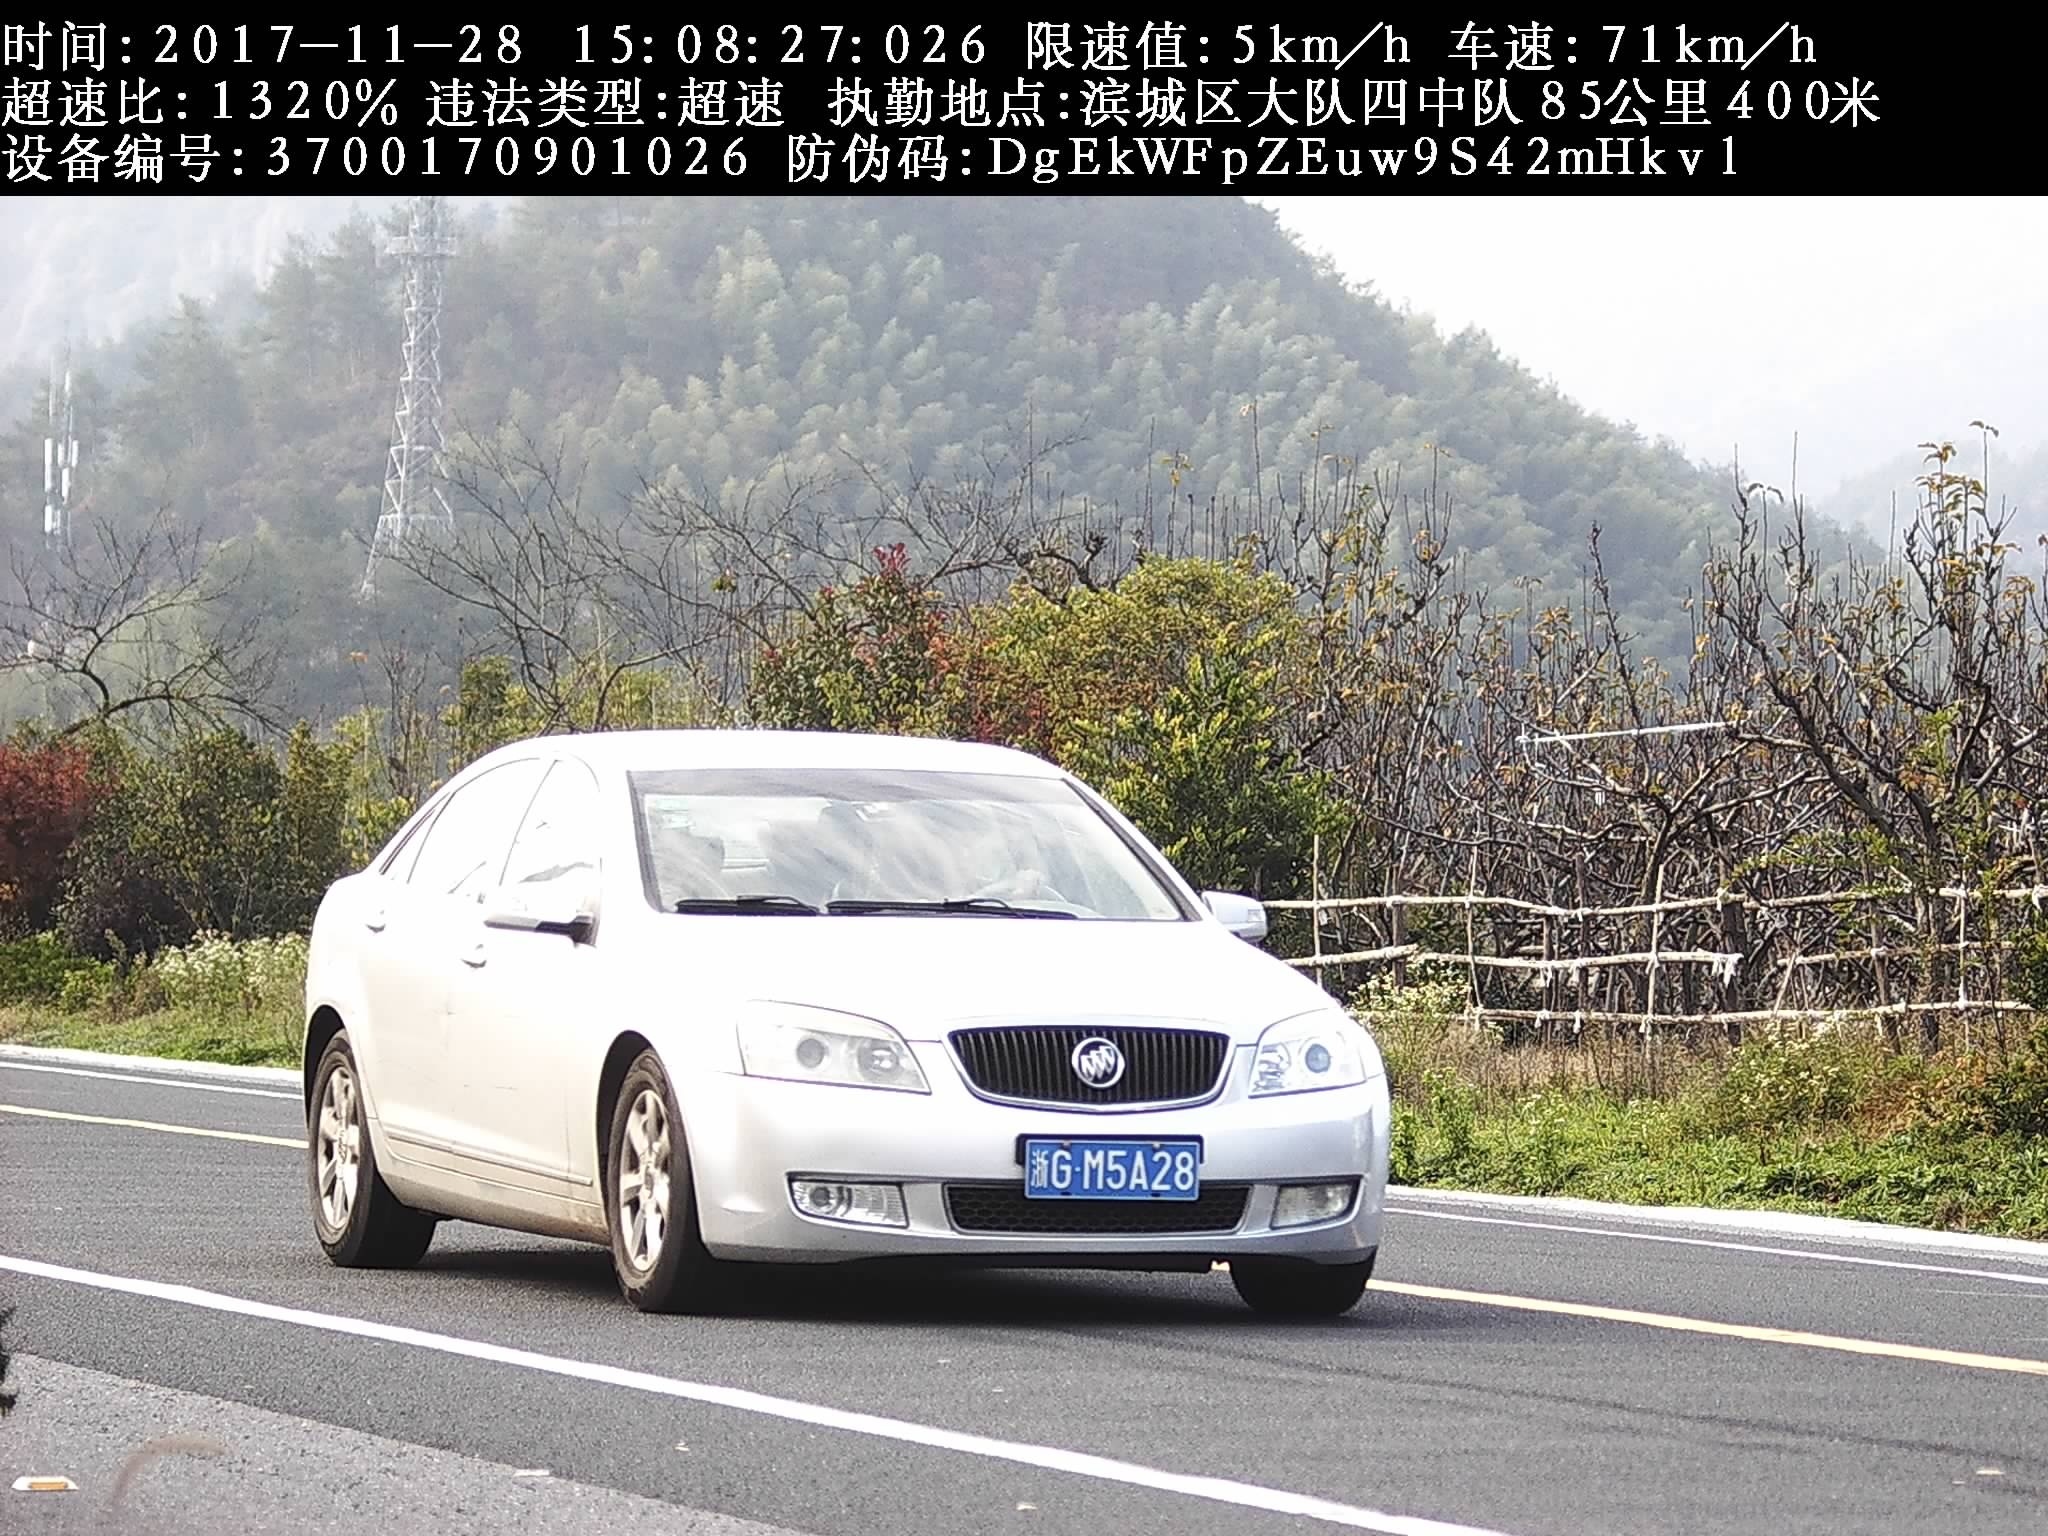 时间:2017-11-28 15:08:27:026 限速值:5km/h 车速:71km/h
超速比:1320% 违法类型:超速 执勤地点:滨城区大队四中队85公里400米
设备编号:3700170901026 防伪码:DgEkWFpZEuw9S42mHkvl
浙G·M5A28